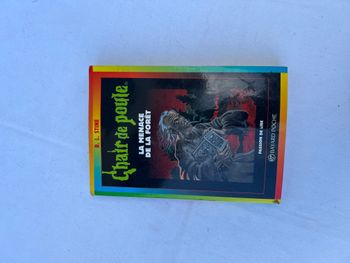 R. L. STINE
Chair de poule
LA MENACE
DE LA FORÊT
PASSION DE LIRE
BAYARD POCHE